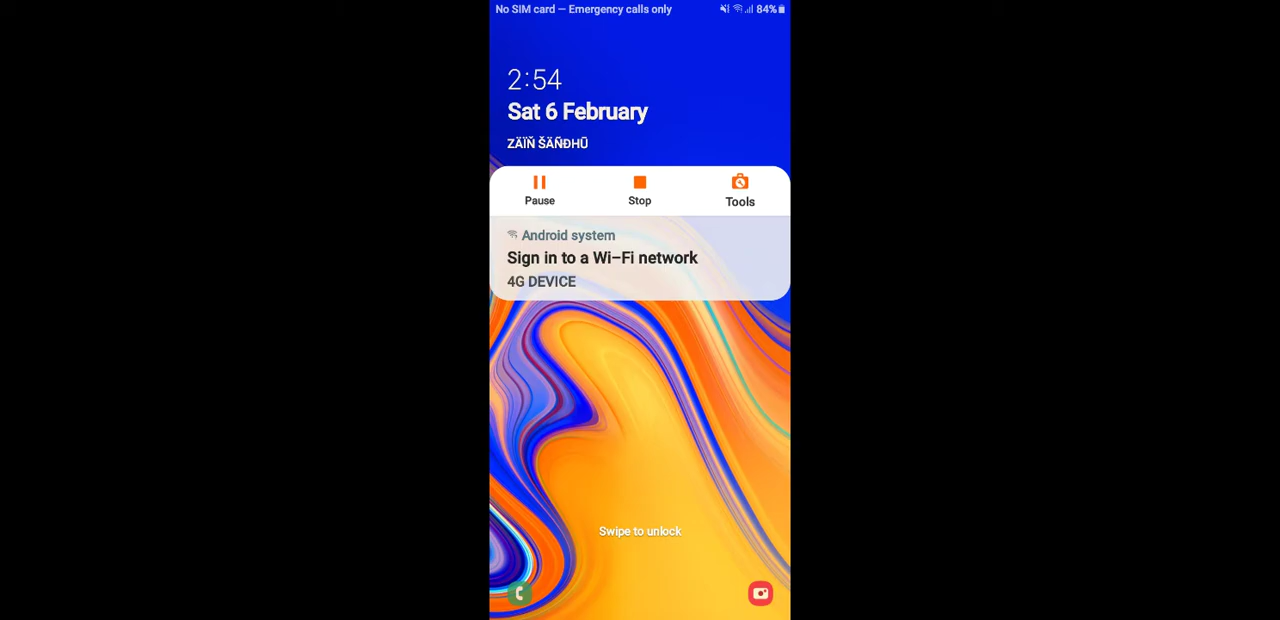 No SIM card — Emergency calls only 84%
2:54
Sat 6 February
ZÄÏŇ ŠÄÑĐHŪ
Pause Stop Tools
Android system
Sign in to a Wi-Fi network
4G DEVICE
Swipe to unlock